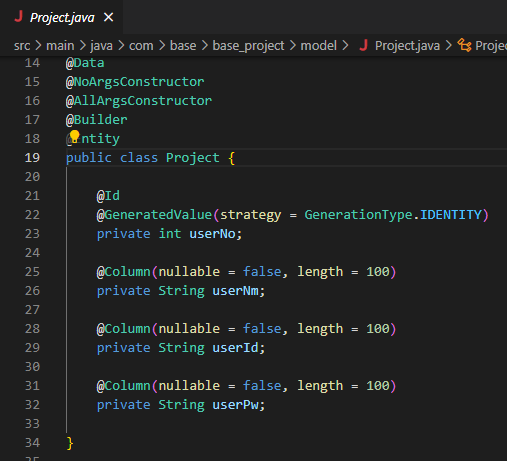 J Project.java ×
src > main > java > com > base > base_project > model > J Project.java > Projec
14 @Data
15 @NoArgsConstructor
16 @AllArgsConstructor
17 @Builder
18 @Entity
19 public class Project {
20
21 @Id
22 @GeneratedValue(strategy = GenerationType.IDENTITY)
23 private int userNo;
24
25 @Column(nullable = false, length = 100)
26 private String userNm;
27
28 @Column(nullable = false, length = 100)
29 private String userId;
30
31 @Column(nullable = false, length = 100)
32 private String userPw;
33
34 }
35